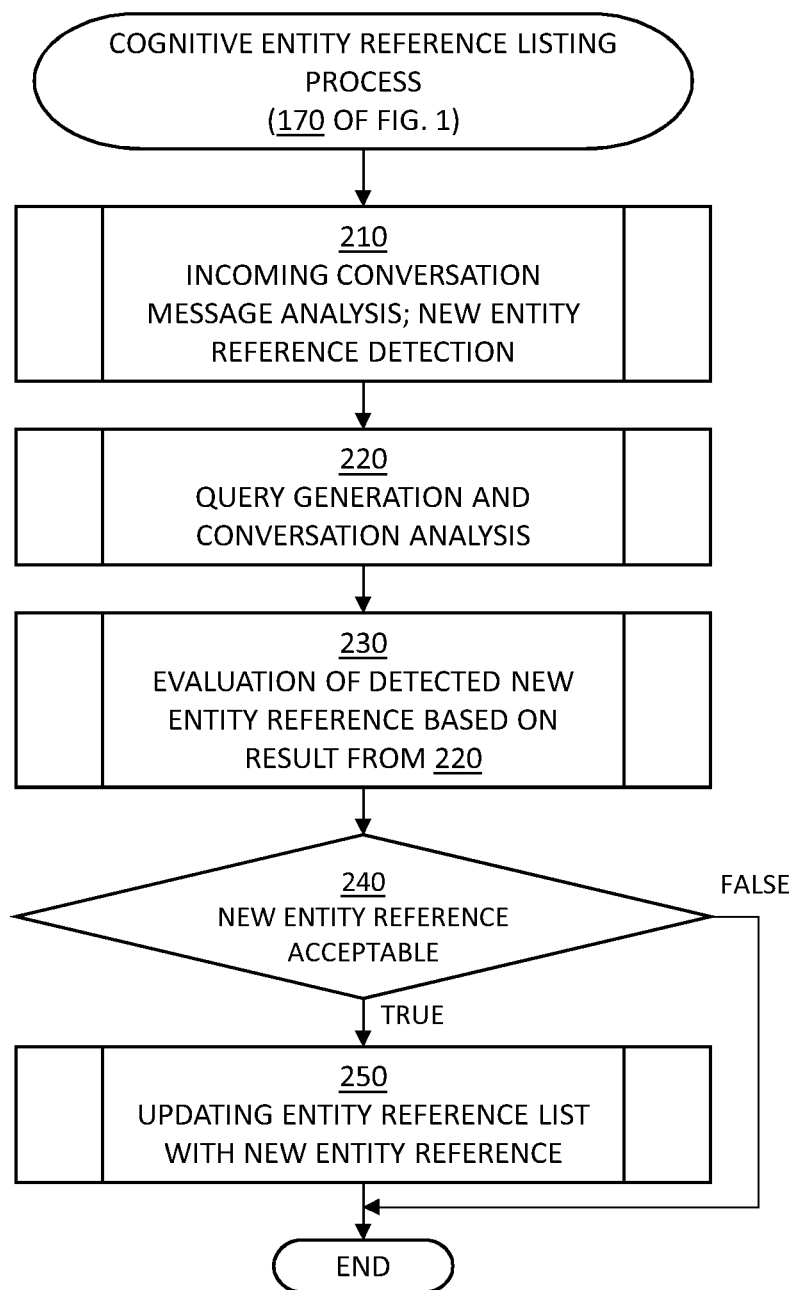 COGNITIVE ENTITY REFERENCE LISTING
PROCESS
(170 OF FIG. 1)
210
INCOMING CONVERSATION
MESSAGE ANALYSIS; NEW ENTITY
REFERENCE DETECTION
220
QUERY GENERATION AND
CONVERSATION ANALYSIS
230
EVALUATION OF DETECTED NEW
ENTITY REFERENCE BASED ON
RESULT FROM 220
240
NEW ENTITY REFERENCE
ACCEPTABLE
FALSE
TRUE
250
UPDATING ENTITY REFERENCE LIST
WITH NEW ENTITY REFERENCE
END